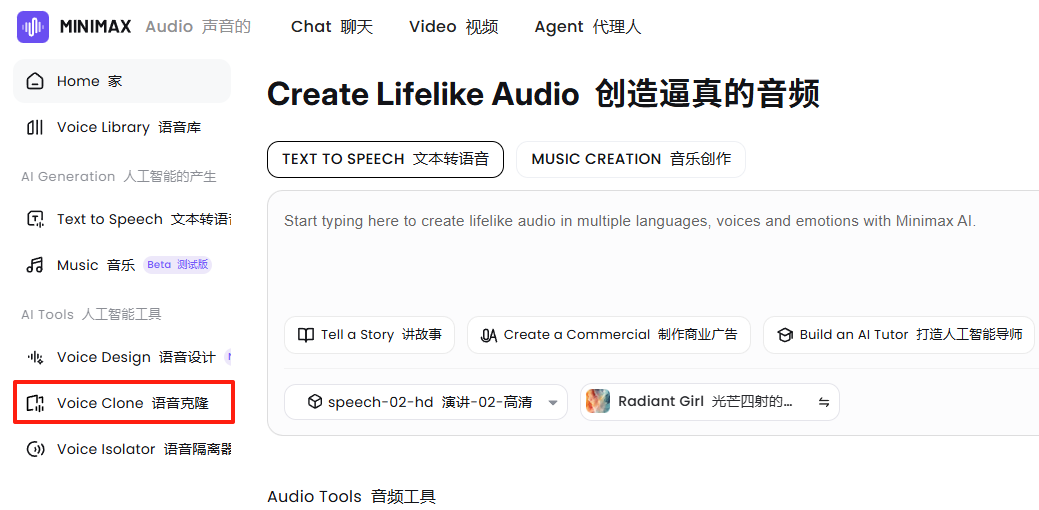 MINIMAX Audio 声音的 Chat 聊天 Video 视频 Agent 代理人
Home 家
Voice Library 语音库
AI Generation 人工智能的产生
Text to Speech 文本转语
Music 音乐 Beta 测试版
AI Tools 人工智能工具
Voice Design 语音设计
Voice Clone 语音克隆
Voice Isolator 语音隔离器
Create Lifelike Audio 创造逼真的音频
TEXT TO SPEECH 文本转语音 MUSIC CREATION 音乐创作
Start typing here to create lifelike audio in multiple languages, voices and emotions with Minimax AI.
Tell a Story 讲故事 Create a Commercial 制作商业广告 Build an AI Tutor 打造人工智能导师
speech-02-hd 演讲-02-高清 Radiant Girl 光芒四射的...
Audio Tools 音频工具